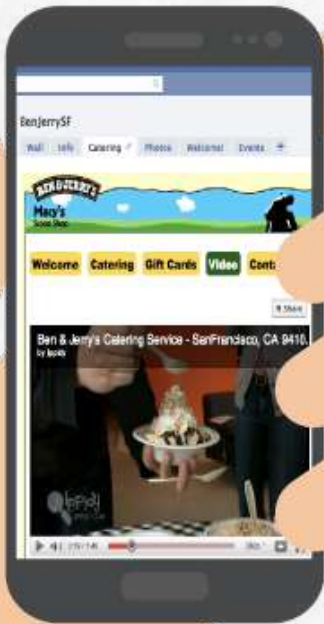 BenJerrySF
Wall Info Catering Photos Welcome! Events +
BEN & JERRY'S
Macy's
Scoop Shop
Welcome Catering Gift Cards Video Conta
Share
Ben & Jerry's Catering Service - SanFrancisco, CA 9410.
by